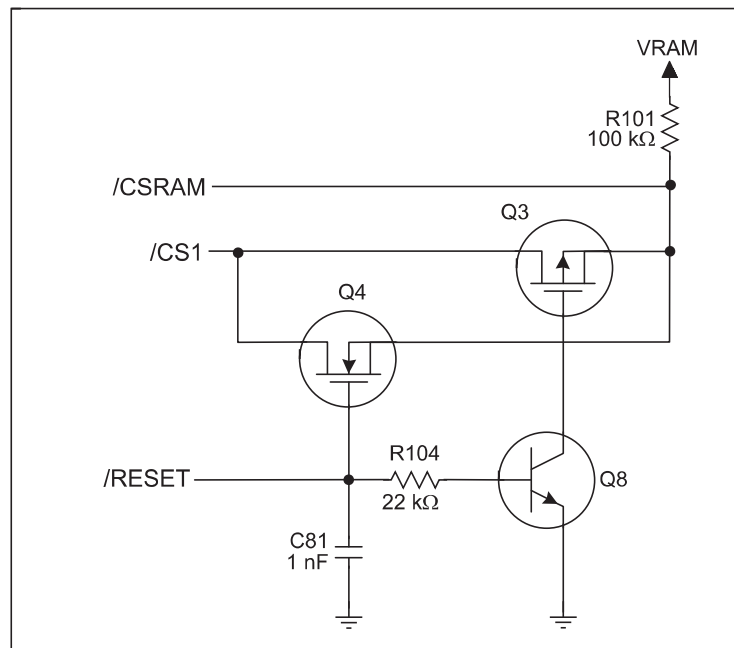 VRAM
R101
100 kΩ
/CSRAM
Q3
/CS1
Q4
R104
/RESET
22 kΩ
Q8
C81
1 nF